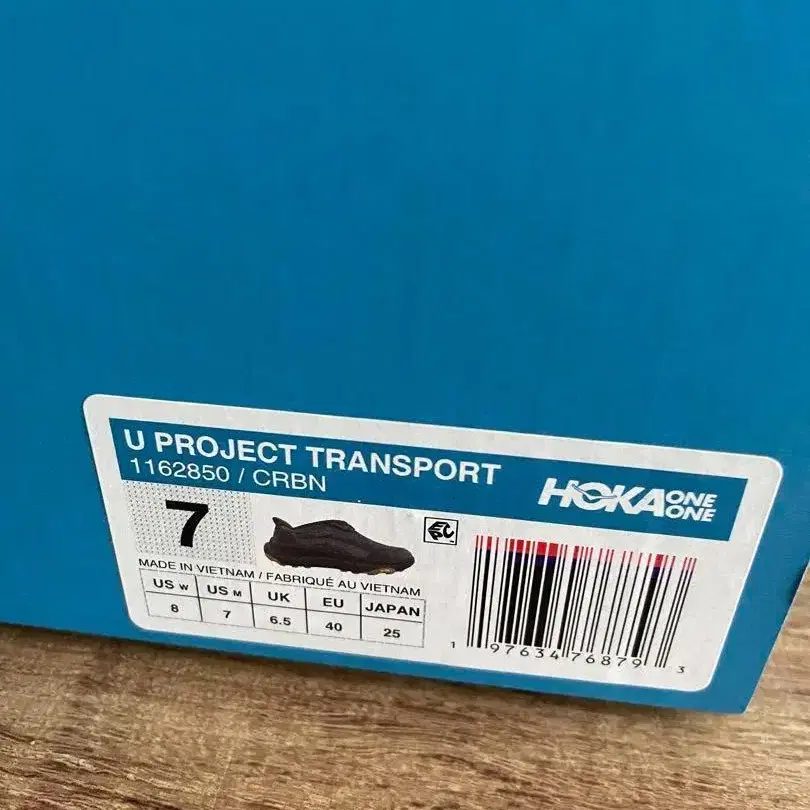 U PROJECT TRANSPORT
1162850 / CRBN
HOKA ONE ONE
7
MADE IN VIETNAM / FABRIQUÉ AU VIETNAM
US W US M UK EU JAPAN
8 7 6.5 40 25
1 97634 76879 3